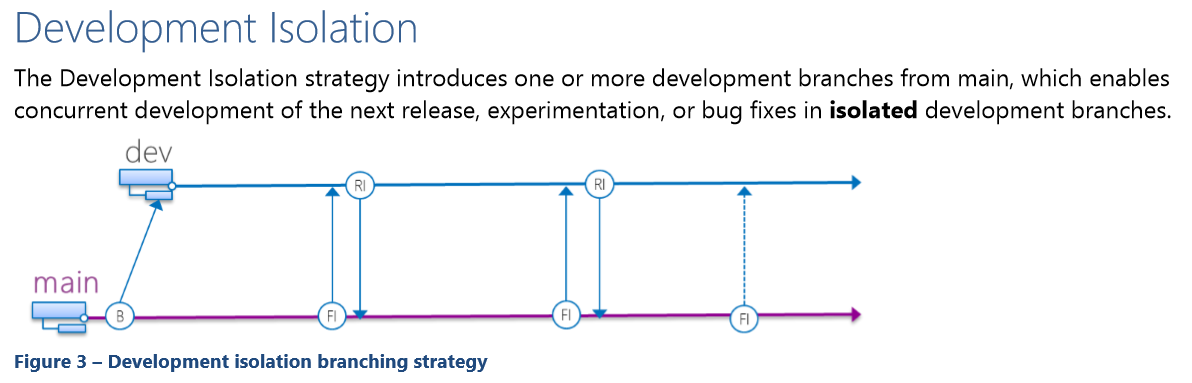 Development Isolation
The Development Isolation strategy introduces one or more development branches from main, which enables
concurrent development of the next release, experimentation, or bug fixes in isolated development branches.
dev
RI
RI
main
B
FI
FI
FI
Figure 3 – Development isolation branching strategy